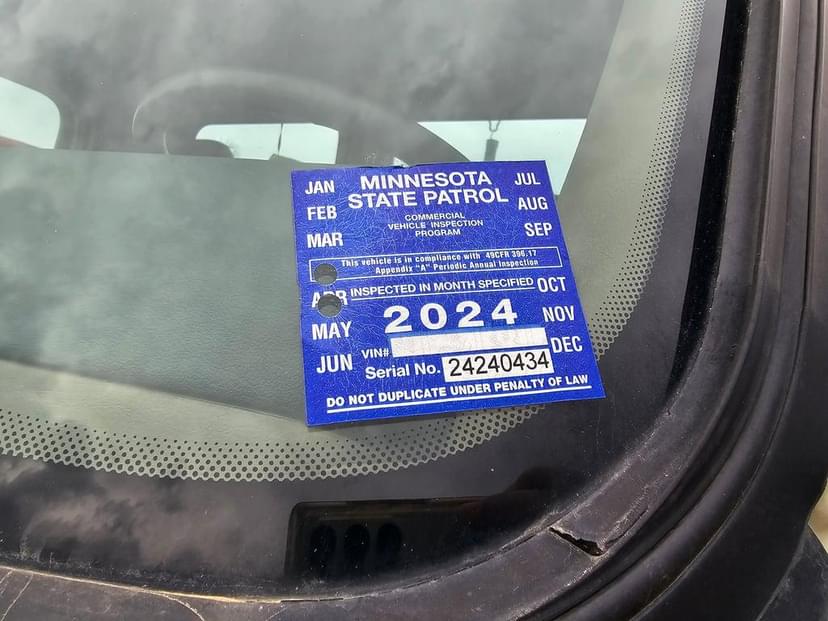 JAN MINNESOTA JUL
FEB STATE PATROL AUG
COMMERCIAL
VEHICLE INSPECTION
PROGRAM
MAR SEP
This vehicle is in compliance with 49CFR 396.17
Appendix "A" Periodic Annual Inspection
APR INSPECTED IN MONTH SPECIFIED OCT
MAY 2024 NOV
JUN VIN# DEC
Serial No. 24240434
DO NOT DUPLICATE UNDER PENALTY OF LAW